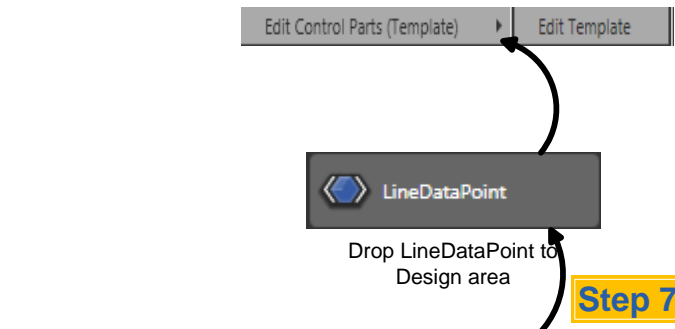 Edit Control Parts (Template) Edit Template
LineDataPoint
Drop LineDataPoint to
Design area
Step 7